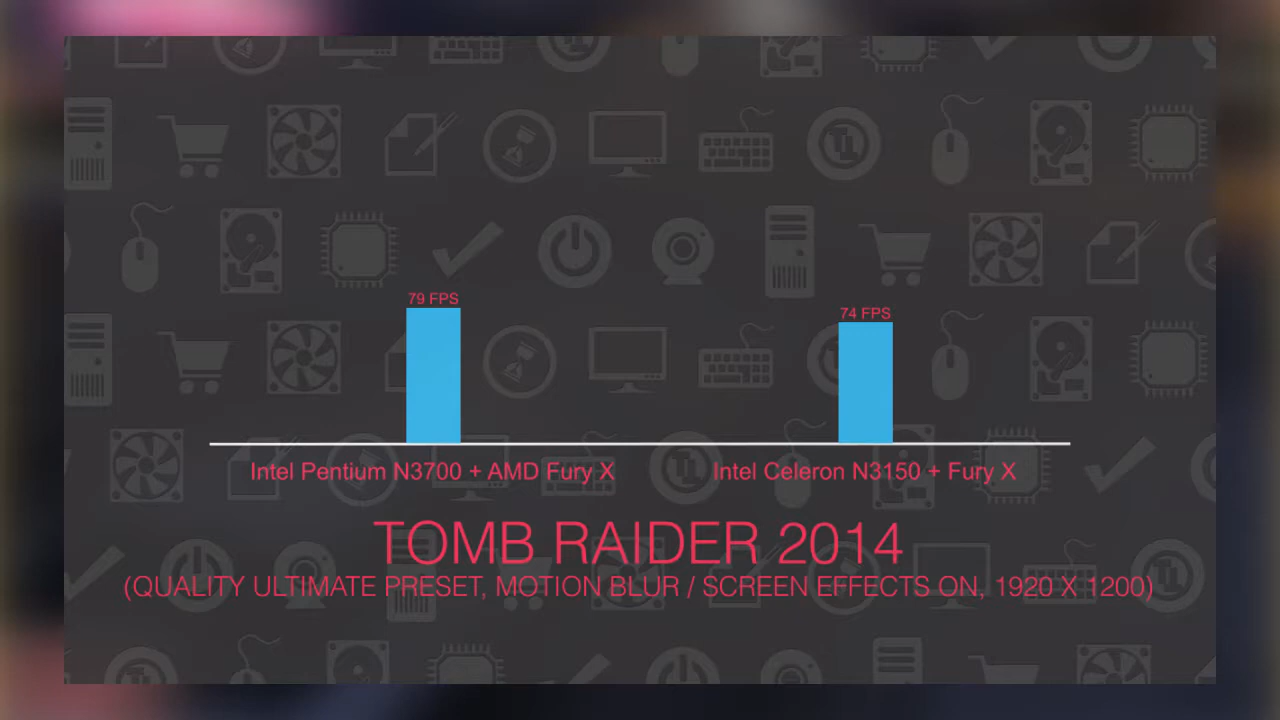 79 FPS
74 FPS
Intel Pentium N3700 + AMD Fury X
Intel Celeron N3150 + Fury X
TOMB RAIDER 2014
(QUALITY ULTIMATE PRESET, MOTION BLUR / SCREEN EFFECTS ON, 1920 X 1200)